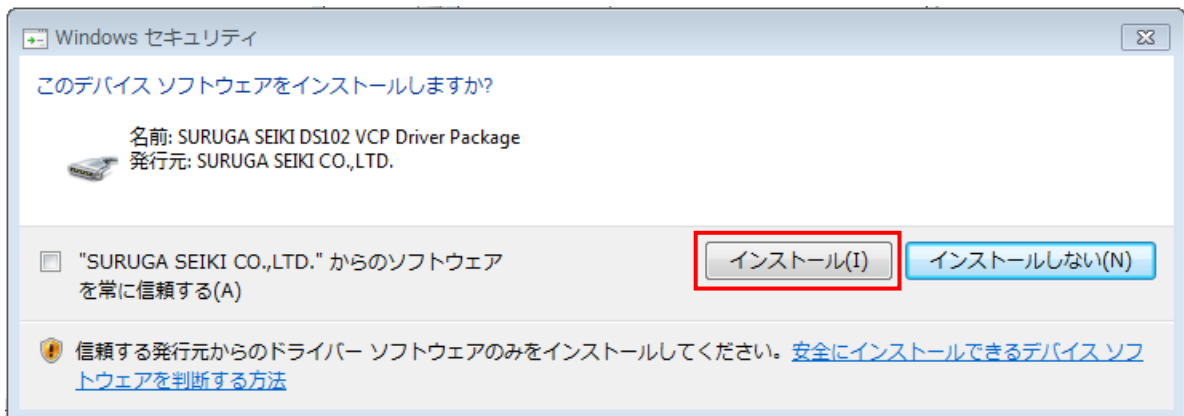 Windows セキュリティ
このデバイス ソフトウェアをインストールしますか?
名前: SURUGA SEIKI DS102 VCP Driver Package
発行元: SURUGA SEIKI CO.,LTD.
"SURUGA SEIKI CO.,LTD." からのソフトウェア
を常に信頼する(A)
インストール(I)
インストールしない(N)
信頼する発行元からのドライバー ソフトウェアのみをインストールしてください。安全にインストールできるデバイス ソフ
トウェアを判断する方法